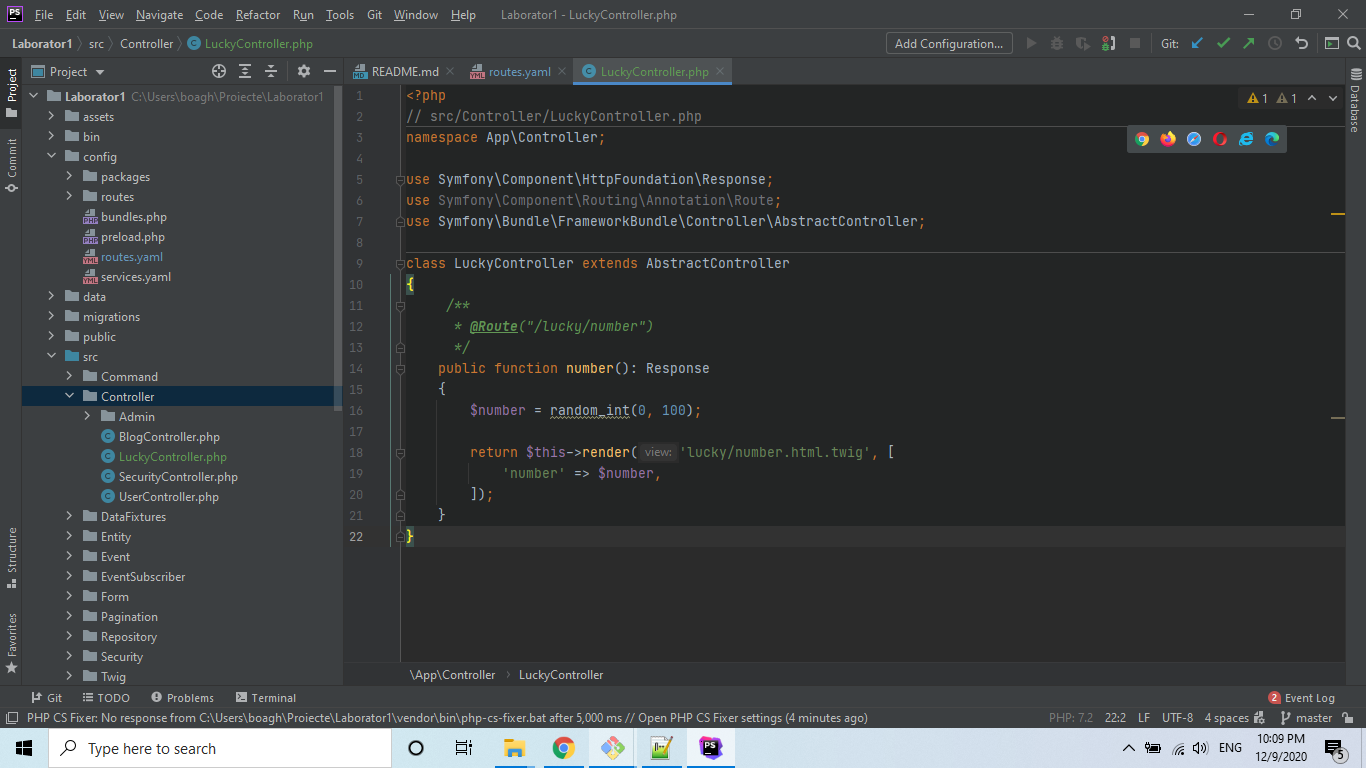 File Edit View Navigate Code Refactor Run Tools Git Window Help Laborator1 - LuckyController.php
Laborator1 src Controller LuckyController.php Add Configuration... Git:
Project
README.md routes.yaml LuckyController.php
Laborator1 C:\Users\boagh\Proiecte\Laborator1
assets
bin
config
packages
routes
bundles.php
preload.php
routes.yaml
services.yaml
data
migrations
public
src
Command
Controller
Admin
BlogController.php
LuckyController.php
SecurityController.php
UserController.php
DataFixtures
Entity
Event
EventSubscriber
Form
Pagination
Repository
Security
Twig
Project
Commit
Structure
Favorites
Database
1 1
1 <?php
2 // src/Controller/LuckyController.php
3 namespace App\Controller;
4
5 use Symfony\Component\HttpFoundation\Response;
6 use Symfony\Component\Routing\Annotation\Route;
7 use Symfony\Bundle\FrameworkBundle\Controller\AbstractController;
8
9 class LuckyController extends AbstractController
10 {
11 /**
12 * @Route("/lucky/number")
13 */
14 public function number(): Response
15 {
16 $number = random_int(0, 100);
17
18 return $this->render( view: 'lucky/number.html.twig', [
19 'number' => $number,
20 ]);
21 }
22 }
\App\Controller LuckyController
Git TODO Problems Terminal 2 Event Log
PHP CS Fixer: No response from C:\Users\boagh\Proiecte\Laborator1\vendor\bin\php-cs-fixer.bat after 5,000 ms // Open PHP CS Fixer settings (4 minutes ago) PHP: 7.2 22:2 LF UTF-8 4 spaces master
Type here to search
ENG
10:09 PM
12/9/2020
5